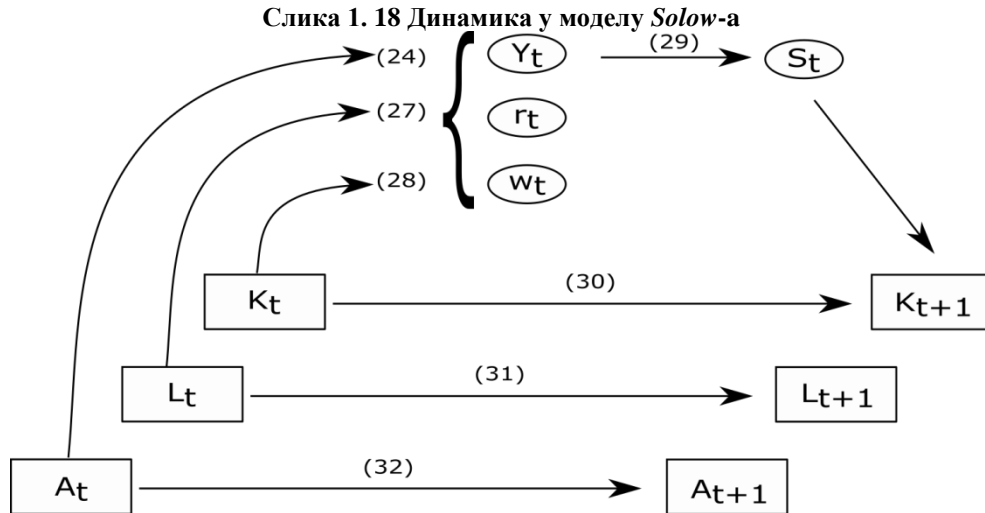 Слика 1. 18 Динамика у моделу Solow-а
(24) Yt (29) St
(27) rt
(28) wt
Kt (30) Kt+1
Lt (31) Lt+1
At (32) At+1